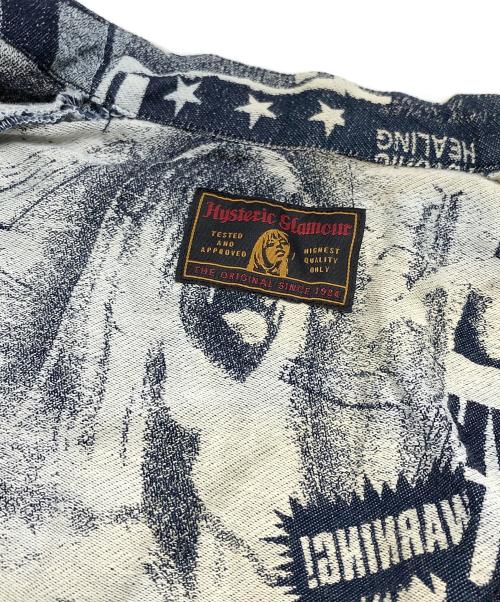 HEALING
Hysteric Glamour
TESTED
AND
APPROVED
HIGHEST
QUALITY
ONLY
THE ORIGINAL SINCE 1984
WARNING!